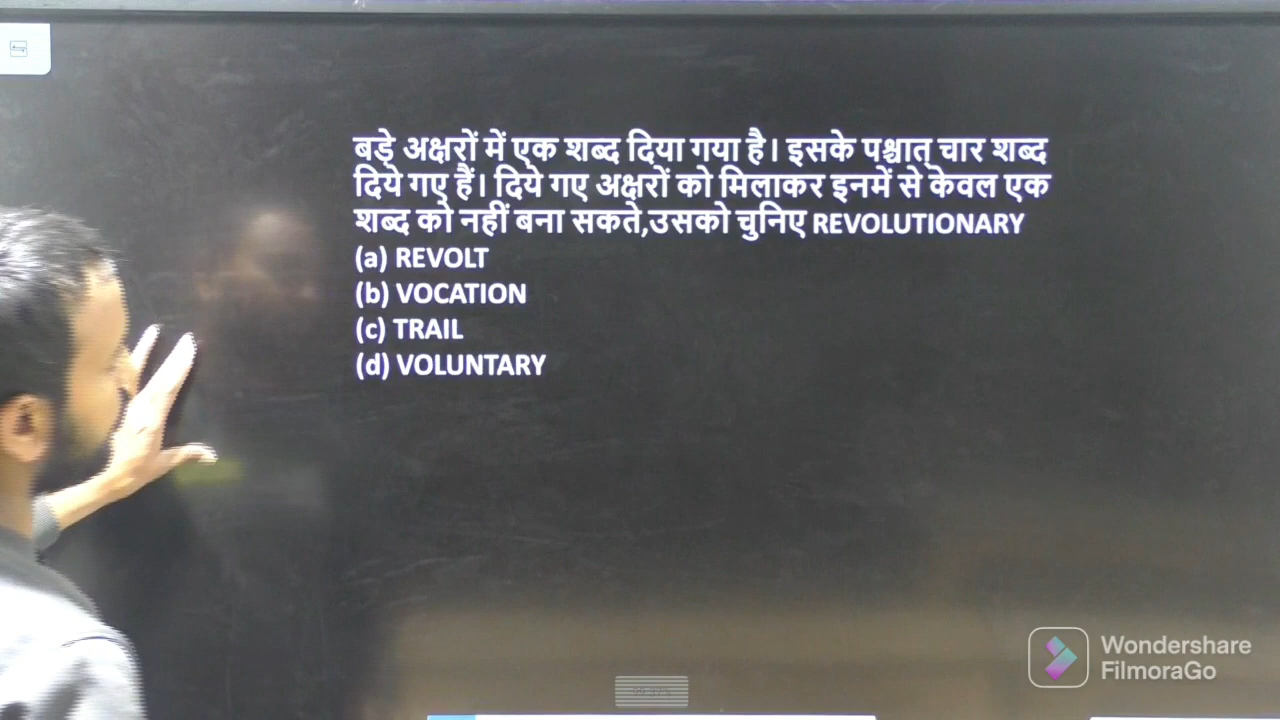 बड़े अक्षरों में एक शब्द दिया गया है। इसके पश्चात् चार शब्द
दिये गए हैं। दिये गए अक्षरों को मिलाकर इनमें से केवल एक
शब्द को नहीं बना सकते,उसको चुनिए REVOLUTIONARY
(a) REVOLT
(b) VOCATION
(c) TRAIL
(d) VOLUNTARY
Wondershare
FilmoraGo